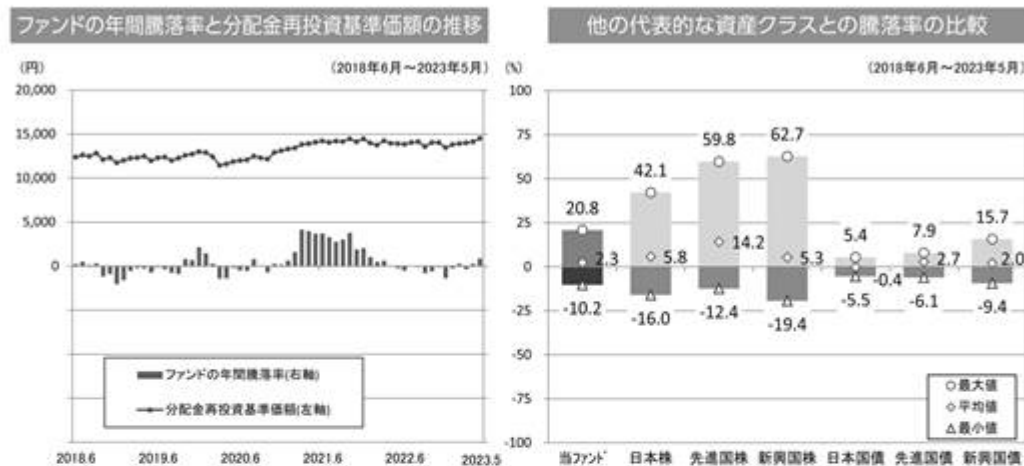 ファンドの年間騰落率と分配金再投資基準価額の推移
(円)
(2018年6月～2023年5月)
20,000
15,000
10,000
5,000
0
ファンドの年間騰落率(右軸)
分配金再投資基準価額(左軸)
2018.6 2019.6 2020.6 2021.6 2022.6 2023.5
他の代表的な資産クラスとの騰落率の比較
(%)
(2018年6月～2023年5月)
100
75
50
25
0
-25
-50
-75
-100
20.8 42.1 59.8 62.7 5.4 7.9 15.7
2.3 5.8 14.2 5.3 -0.4 2.7 2.0
-10.2 -16.0 -12.4 -19.4 -5.5 -6.1 -9.4
最大値
平均値
最小値
当ファンド 日本株 先進国株 新興国株 日本国債 先進国債 新興国債